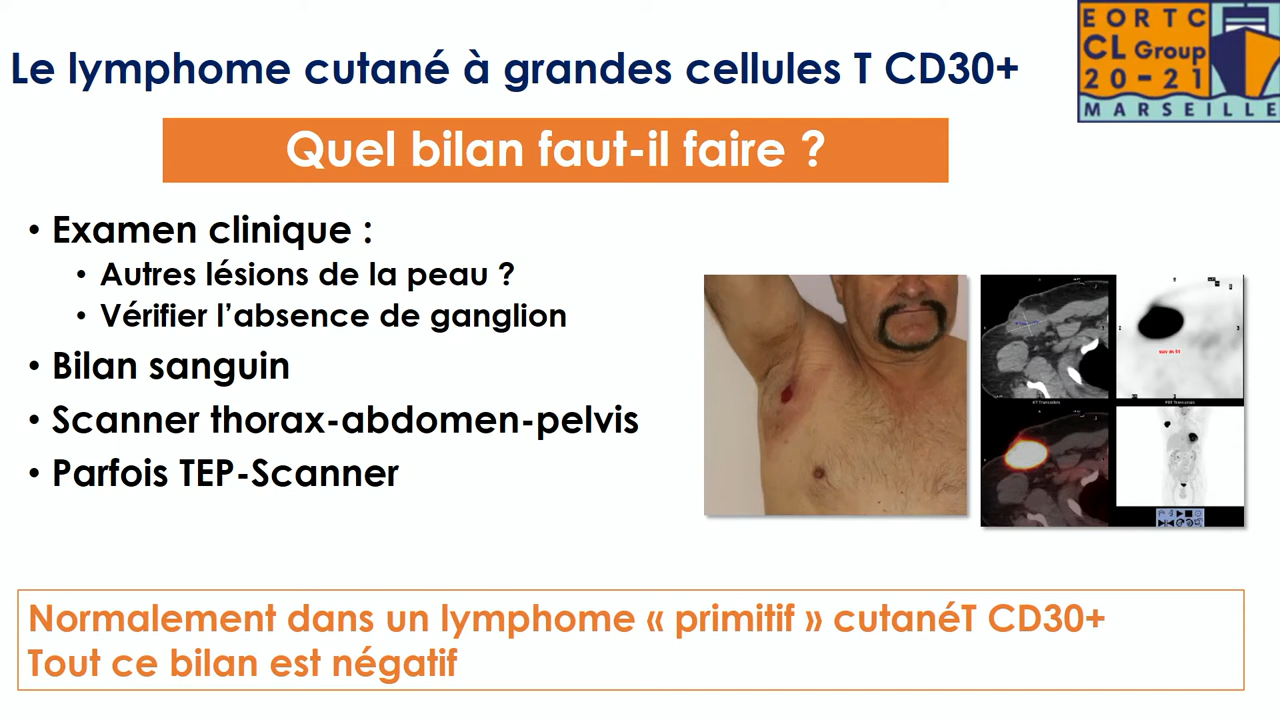 EORTC
CL Group
20-21
MARSEILLE
Le lymphome cutané à grandes cellules T CD30+
Quel bilan faut-il faire ?
• Examen clinique :
• Autres lésions de la peau ?
• Vérifier l'absence de ganglion
• Bilan sanguin
• Scanner thorax-abdomen-pelvis
• Parfois TEP-Scanner
Normalement dans un lymphome « primitif » cutanéT CD30+
Tout ce bilan est négatif